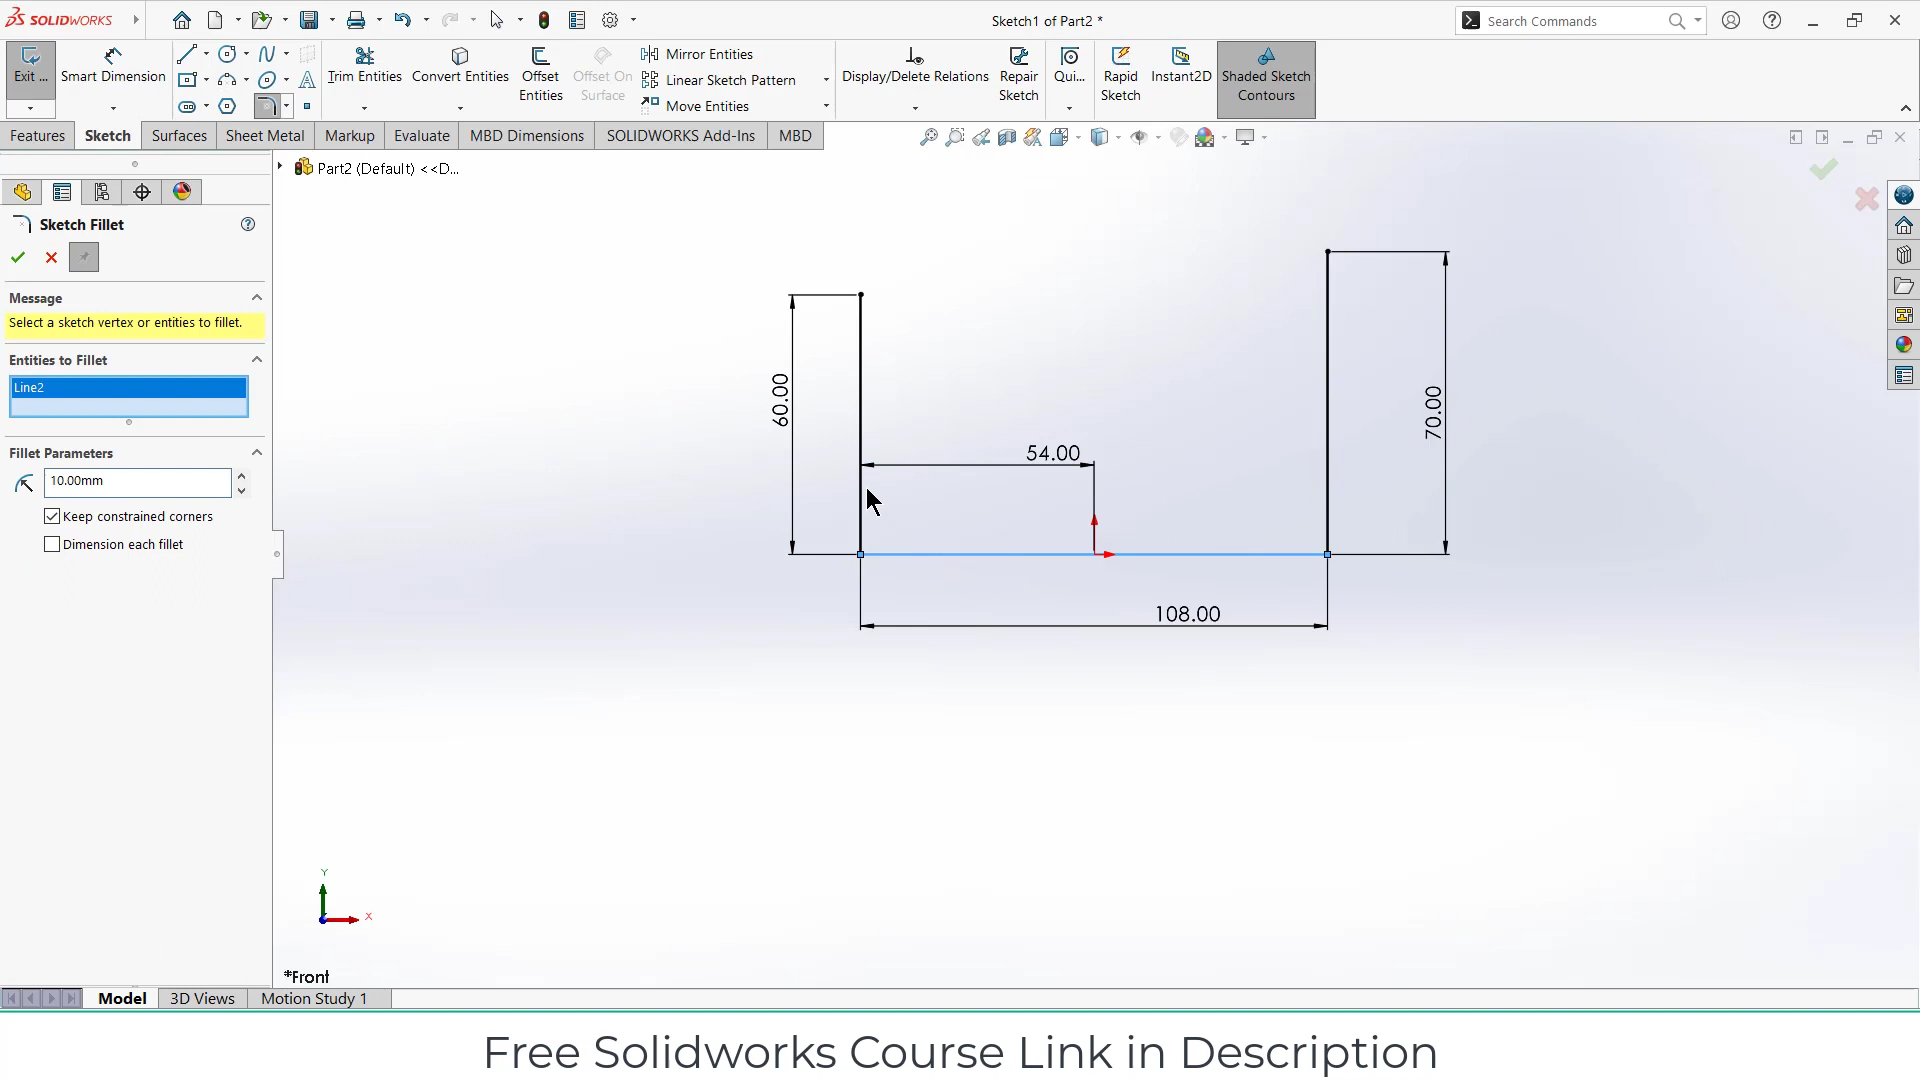 SOLIDWORKS
Sketch1 of Part2 *
Search Commands
Exit ...
Smart Dimension
Trim Entities
Convert Entities
Offset
Entities
Offset On
Surface
Mirror Entities
Linear Sketch Pattern
Move Entities
Display/Delete Relations
Repair
Sketch
Qui...
Rapid
Sketch
Instant2D
Shaded Sketch
Contours
Features
Sketch
Surfaces
Sheet Metal
Markup
Evaluate
MBD Dimensions
SOLIDWORKS Add-Ins
MBD
Part2 (Default) <<D...
Sketch Fillet
Message
Select a sketch vertex or entities to fillet.
Entities to Fillet
Line2
Fillet Parameters
10.00mm
Keep constrained corners
Dimension each fillet
60.00
54.00
70.00
108.00
Y
X
*Front
Model
3D Views
Motion Study 1
Free Solidworks Course Link in Description